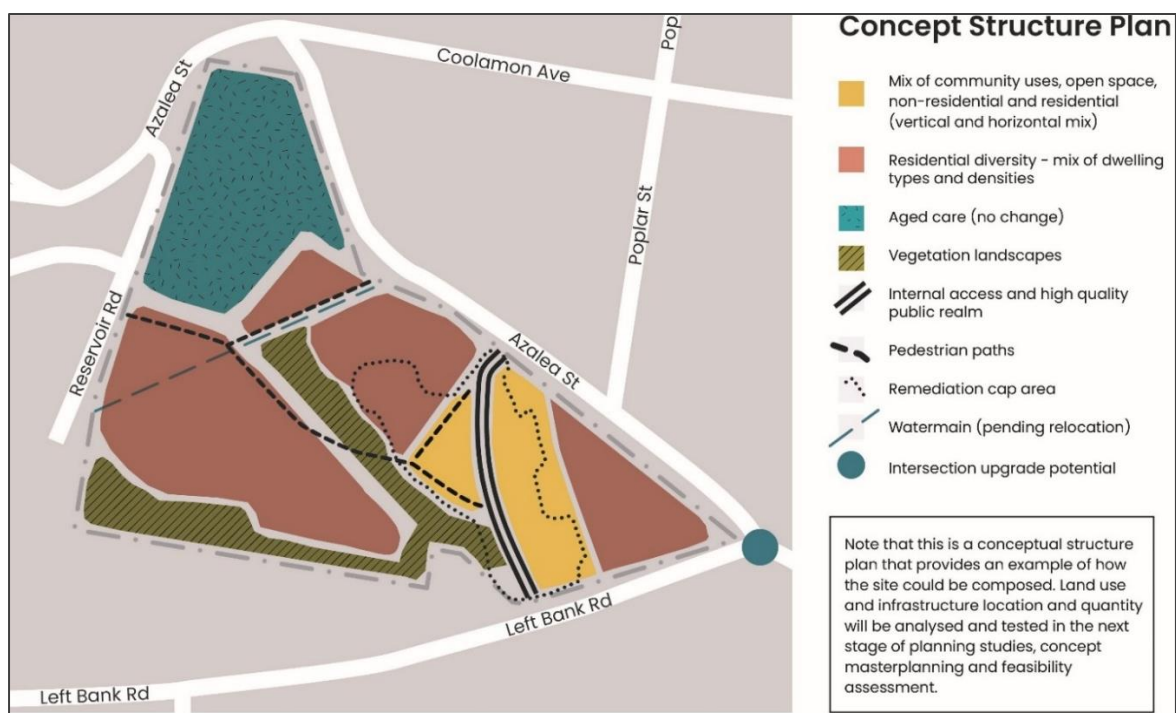 Concept Structure Plan
Mix of community uses, open space,
non-residential and residential
(vertical and horizontal mix)
Residential diversity - mix of dwelling
types and densities
Aged care (no change)
Vegetation landscapes
Internal access and high quality
public realm
Pedestrian paths
Remediation cap area
Watermain (pending relocation)
Intersection upgrade potential
Note that this is a conceptual structure
plan that provides an example of how
the site could be composed. Land use
and infrastructure location and quantity
will be analysed and tested in the next
stage of planning studies, concept
masterplanning and feasibility
assessment.
Pop
Coolamon Ave
Azalea St
Poplar St
Reservoir Rd
Azalea St
Left Bank Rd
Left Bank Rd